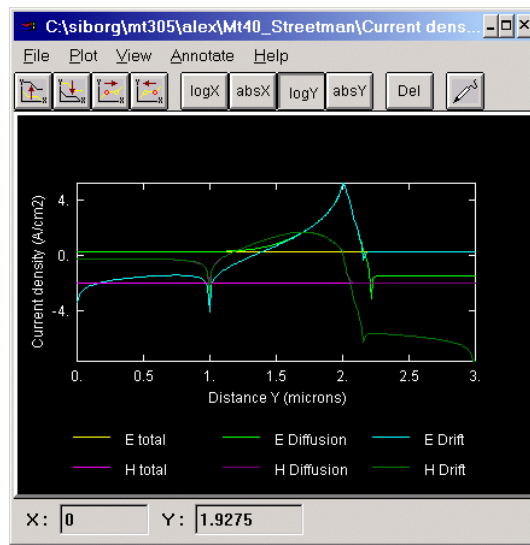 C:\siborg\mt305\alex\Mt40_Streetman\Current dens...
File Plot View Annotate Help
logX absX logY absY Del
Current density (A/cm2)
4.
0.
-4.
0. 0.5 1. 1.5 2. 2.5 3.
Distance Y (microns)
E total E Diffusion E Drift
H total H Diffusion H Drift
X: 0 Y: 1.9275